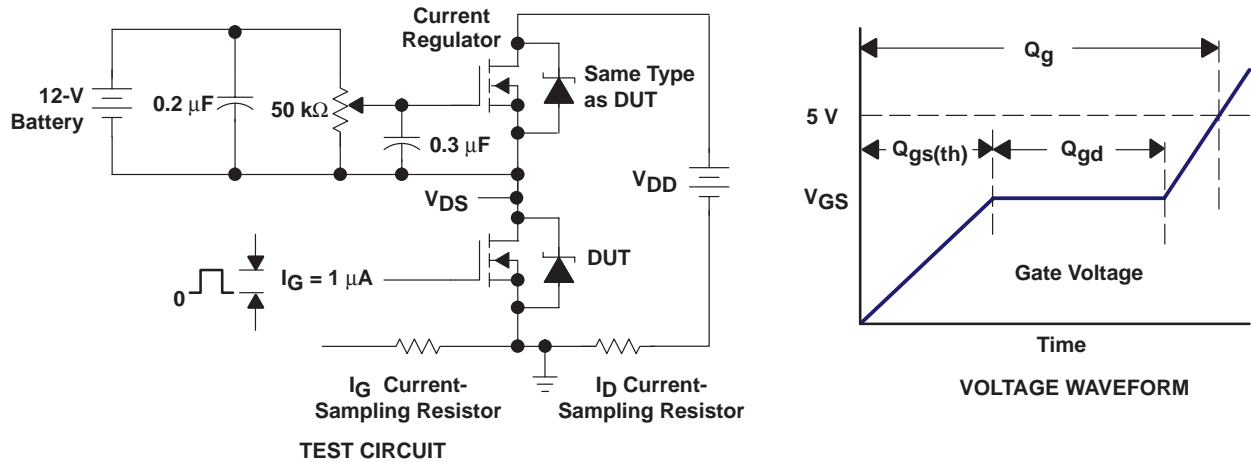 Current
Regulator
12-V
Battery
0.2 μF
50 kΩ
0.3 μF
Same Type
as DUT
VDD
VDS
DUT
0
IG = 1 μA
IG Current-
Sampling Resistor
ID Current-
Sampling Resistor
TEST CIRCUIT
Qg
5 V
Qgs(th)
Qgd
VGS
Gate Voltage
Time
VOLTAGE WAVEFORM